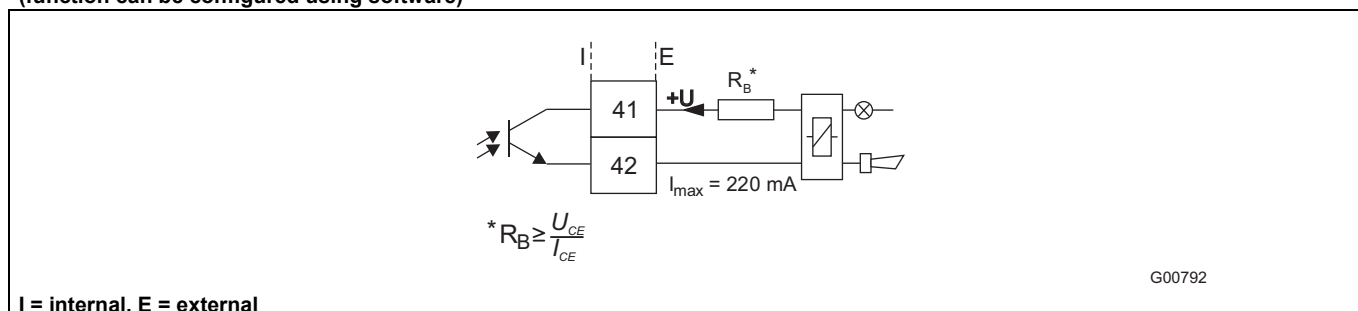 (function can be configured using software)
I E
41 +U R_B*
42 I_max = 220 mA
* R_B ≥ U_CE / I_CE
G00792
I = internal, E = external